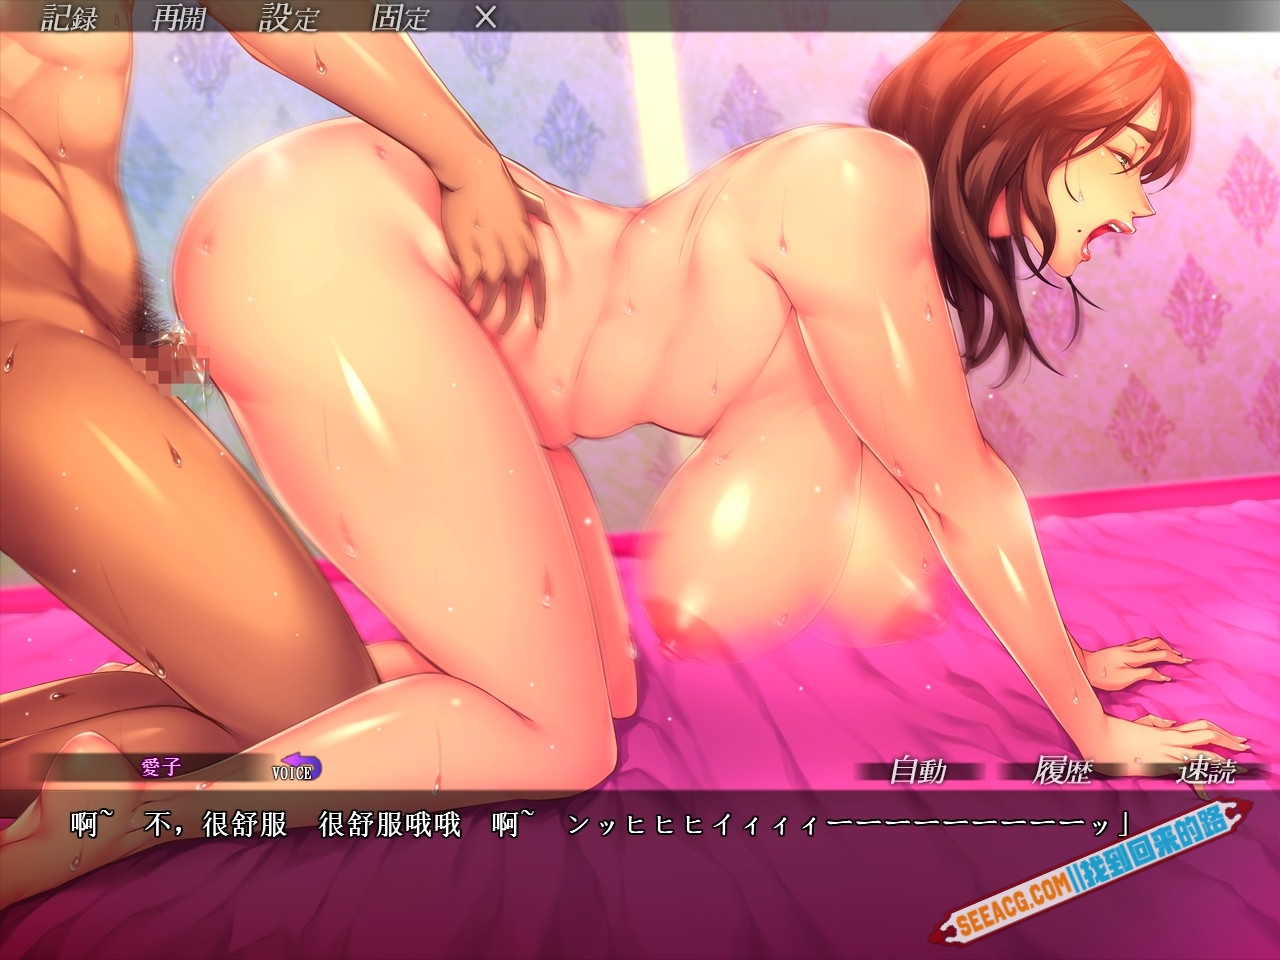 記録 再開 設定 固定 ×
愛子 VOICE 自動 履歴 速読
啊~ 不，很舒服 很舒服哦哦 啊~ ンッヒヒヒイィィィーーーーーーーーーッ」
SEEACG.COM||找到回来的路